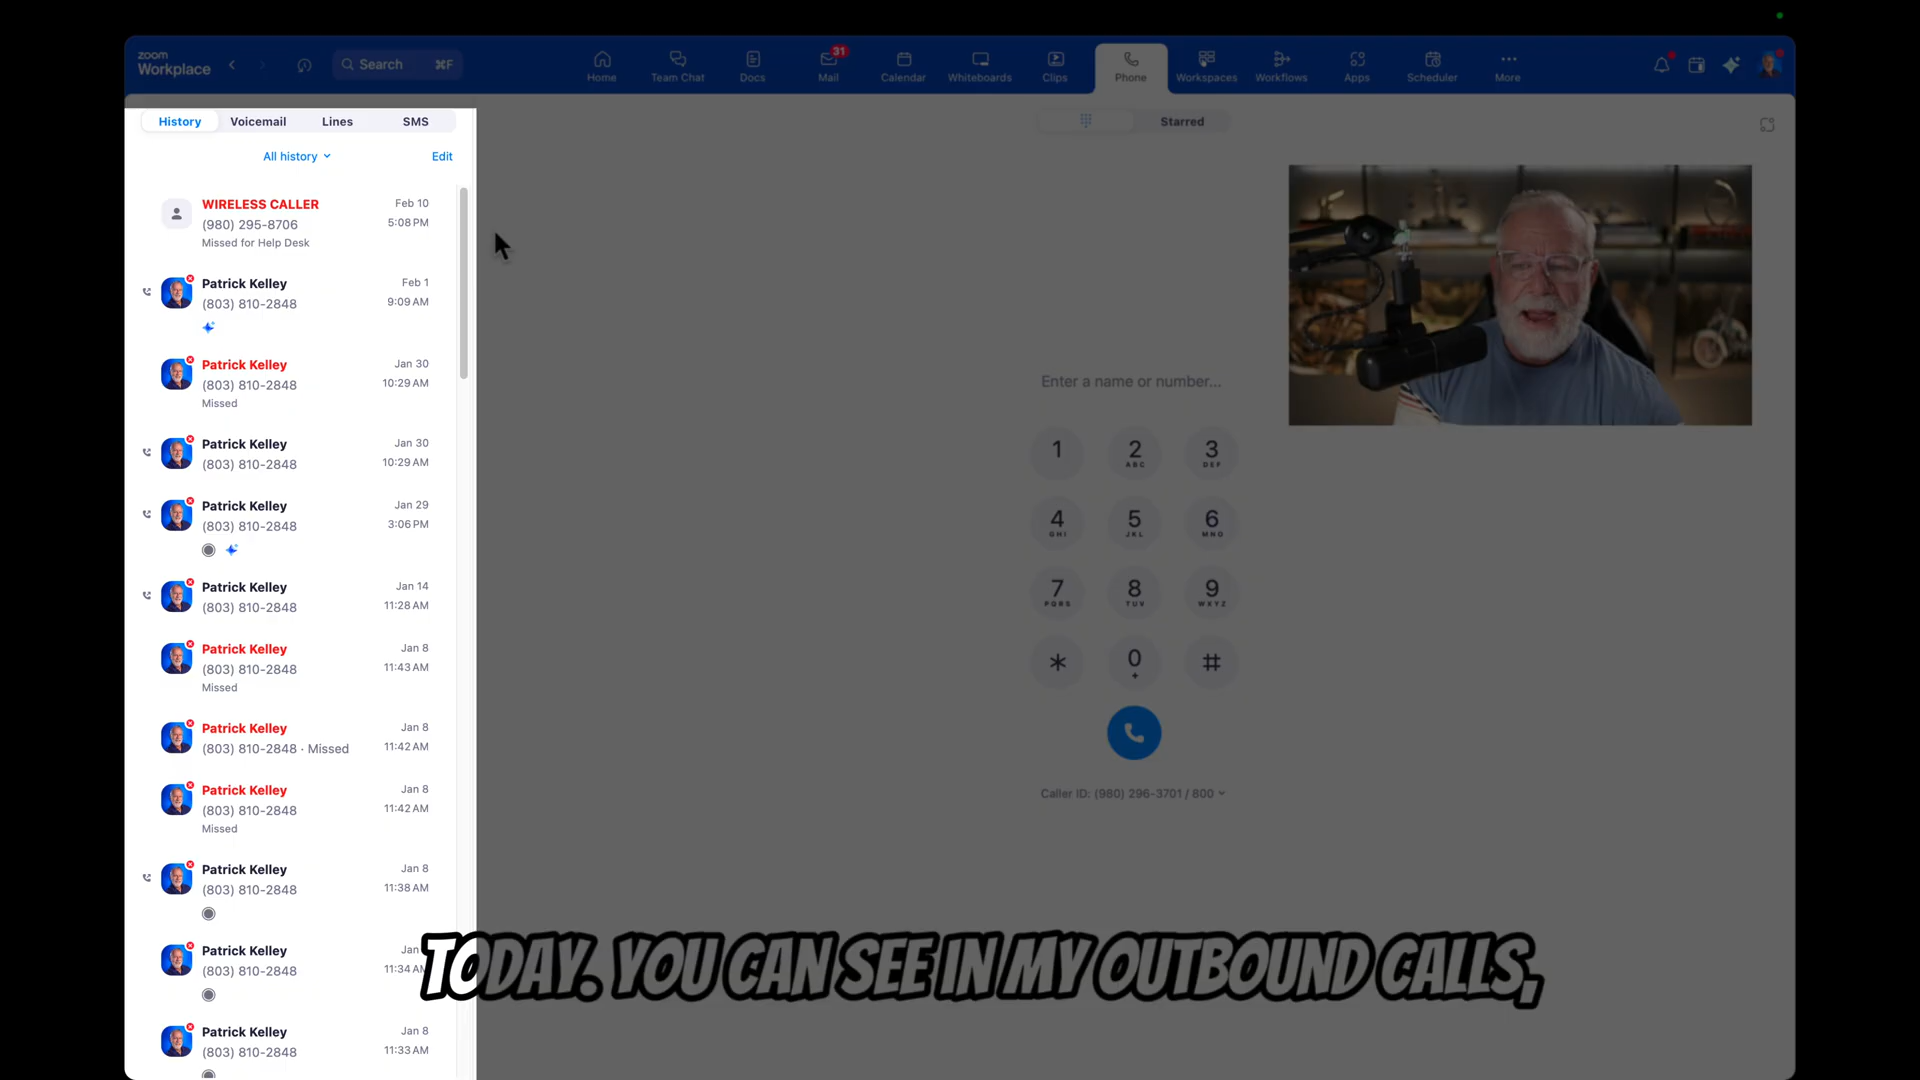 zoom
Workplace
Search ⌘F
Home
Team Chat
Docs
31
Mail
Calendar
Whiteboards
Clips
Phone
Workspaces
Workflows
Apps
Scheduler
More
History
Voicemail
Lines
SMS
All history
Edit
WIRELESS CALLER
Feb 10
(980) 295-8706
5:08 PM
Missed for Help Desk
Patrick Kelley
Feb 1
(803) 810-2848
9:09 AM
Patrick Kelley
Jan 30
(803) 810-2848
10:29 AM
Missed
Patrick Kelley
Jan 30
(803) 810-2848
10:29 AM
Patrick Kelley
Jan 29
(803) 810-2848
3:06 PM
Patrick Kelley
Jan 14
(803) 810-2848
11:28 AM
Patrick Kelley
Jan 8
(803) 810-2848
11:43 AM
Missed
Patrick Kelley
Jan 8
(803) 810-2848 · Missed
11:42 AM
Patrick Kelley
Jan 8
(803) 810-2848
11:42 AM
Missed
Patrick Kelley
Jan 8
(803) 810-2848
11:38 AM
Patrick Kelley
Jan
(803) 810-2848
11:34 AM
Patrick Kelley
Jan 8
(803) 810-2848
11:33 AM
Starred
Enter a name or number...
1
2
ABC
3
DEF
4
GHI
5
JKL
6
MNO
7
PQRS
8
TUV
9
WXYZ
*
0
+
#
Caller ID: (980) 296-3701 / 800
TODAY. YOU CAN SEE IN MY OUTBOUND CALLS,